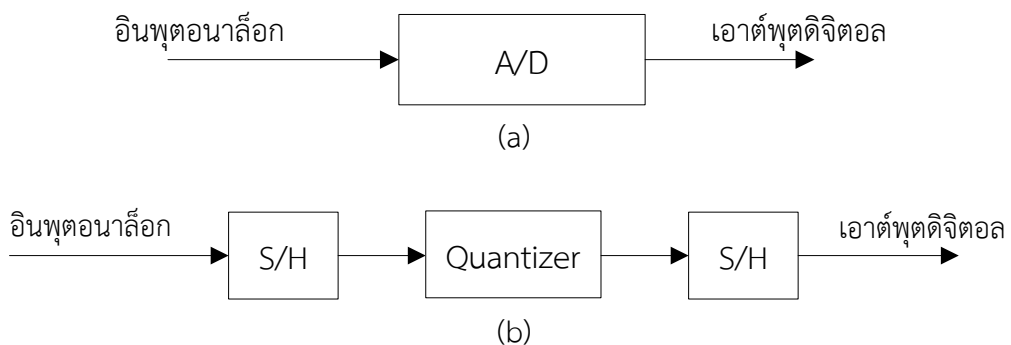 อินพุตอนาล็อก
เอาต์พุตดิจิตอล
A/D
(a)
อินพุตอนาล็อก
เอาต์พุตดิจิตอล
S/H
Quantizer
S/H
(b)